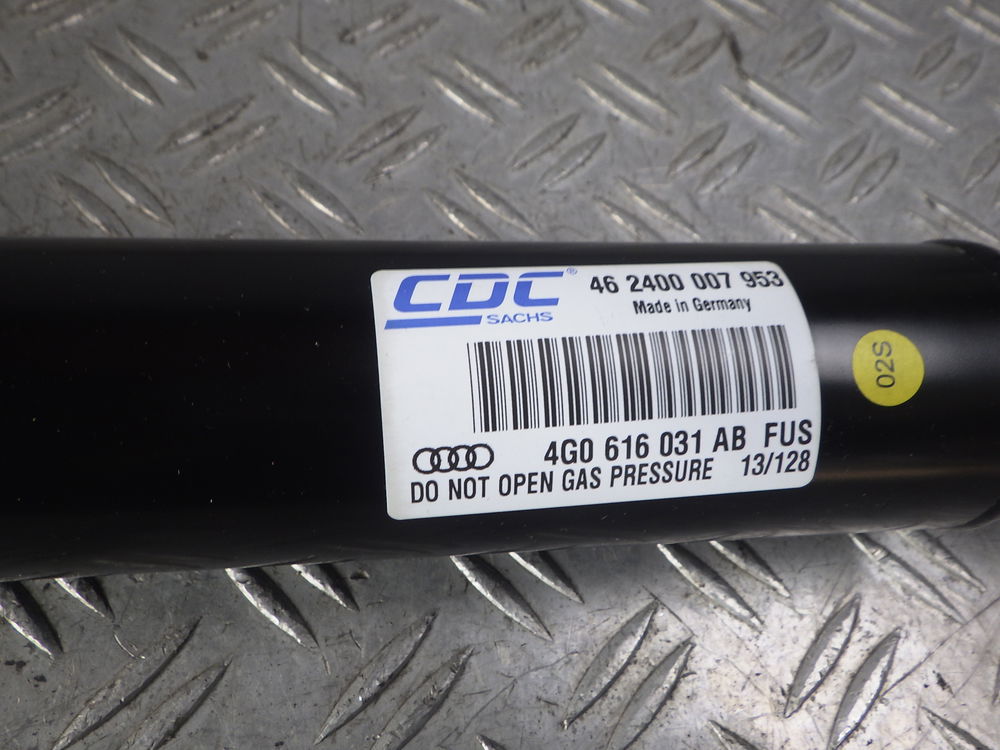 CDC®
SACHS
46 2400 007 953
Made in Germany
4G0 616 031 AB FUS
DO NOT OPEN GAS PRESSURE 13/128
02S